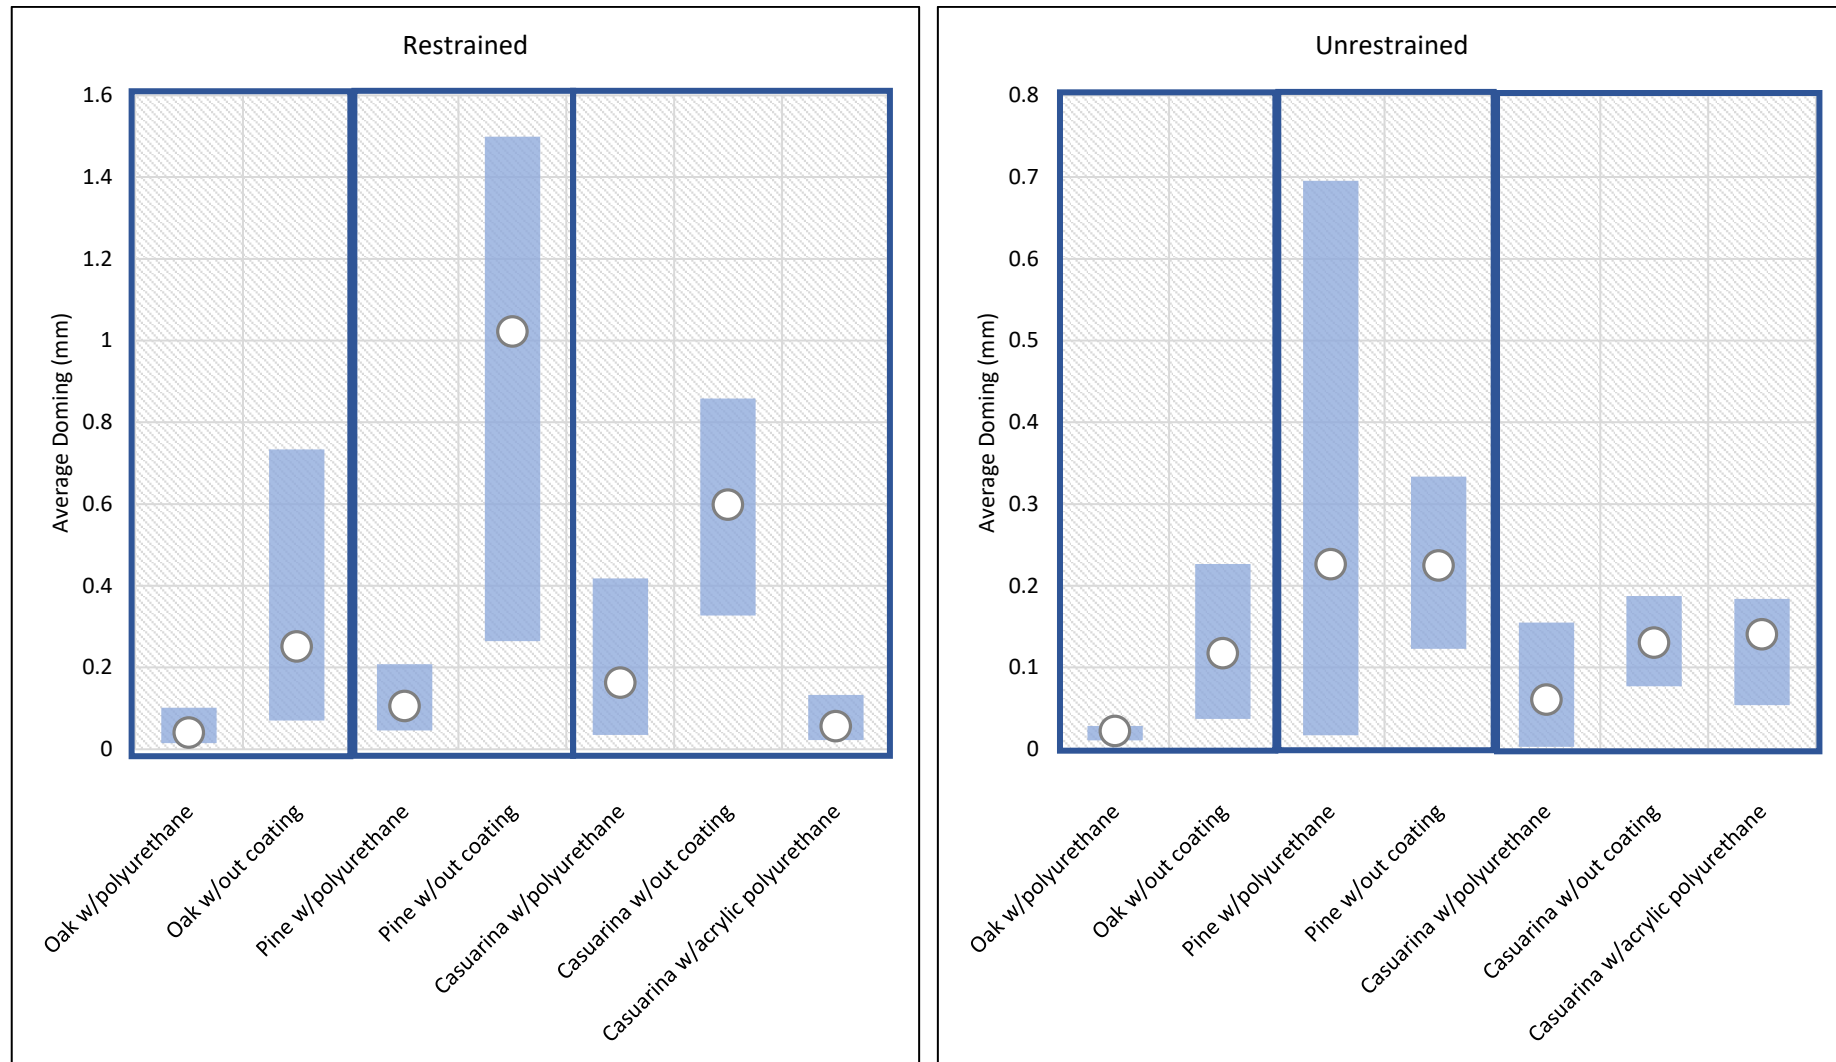 Restrained
Average Doming (mm)
1.6
1.4
1.2
1
0.8
0.6
0.4
0.2
0
Oak w/polyurethane
Oak w/out coating
Pine w/polyurethane
Pine w/out coating
Casuarina w/polyurethane
Casuarina w/out coating
Casuarina w/acrylic polyurethane
Unrestrained
Average Doming (mm)
0.8
0.7
0.6
0.5
0.4
0.3
0.2
0.1
0
Oak w/polyurethane
Oak w/out coating
Pine w/polyurethane
Pine w/out coating
Casuarina w/polyurethane
Casuarina w/out coating
Casuarina w/acrylic polyurethane